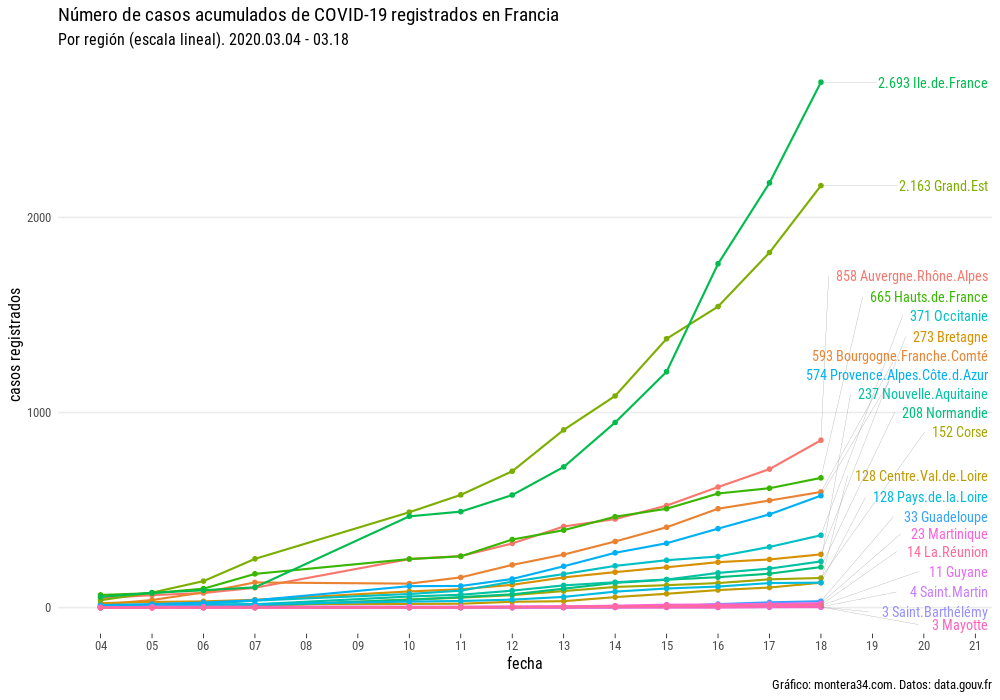 Número de casos acumulados de COVID-19 registrados en Francia
Por región (escala lineal). 2020.03.04 - 03.18
2.693 Ile.de.France
2.163 Grand.Est
2000
858 Auvergne.Rhône.Alpes
665 Hauts.de.France
371 Occitanie
273 Bretagne
593 Bourgogne.Franche.Comté
574 Provence.Alpes.Côte.d.Azur
237 Nouvelle.Aquitaine
208 Normandie
152 Corse
casos registrados
1000
128 Centre.Val.de.Loire
128 Pays.de.la.Loire
33 Guadeloupe
23 Martinique
14 La.Réunion
11 Guyane
4 Saint.Martin
3 Saint.Barthélémy
3 Mayotte
0
04 05 06 07 08 09 10 11 12 13 14 15 16 17 18 19 20 21
fecha
Gráfico: montera34.com. Datos: data.gouv.fr